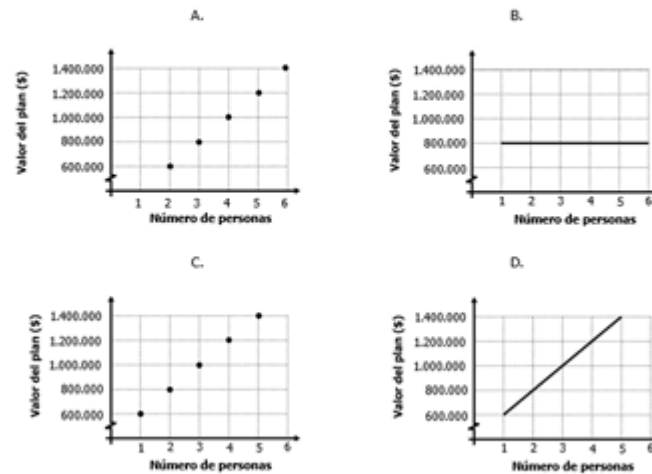 A.
Valor del plan ($)
1.400.000
1.200.000
1.000.000
800.000
600.000
1 2 3 4 5 6
Número de personas
B.
Valor del plan ($)
1.400.000
1.200.000
1.000.000
800.000
600.000
1 2 3 4 5 6
Número de personas
C.
Valor del plan ($)
1.400.000
1.200.000
1.000.000
800.000
600.000
1 2 3 4 5 6
Número de personas
D.
Valor del plan ($)
1.400.000
1.200.000
1.000.000
800.000
600.000
1 2 3 4 5 6
Número de personas